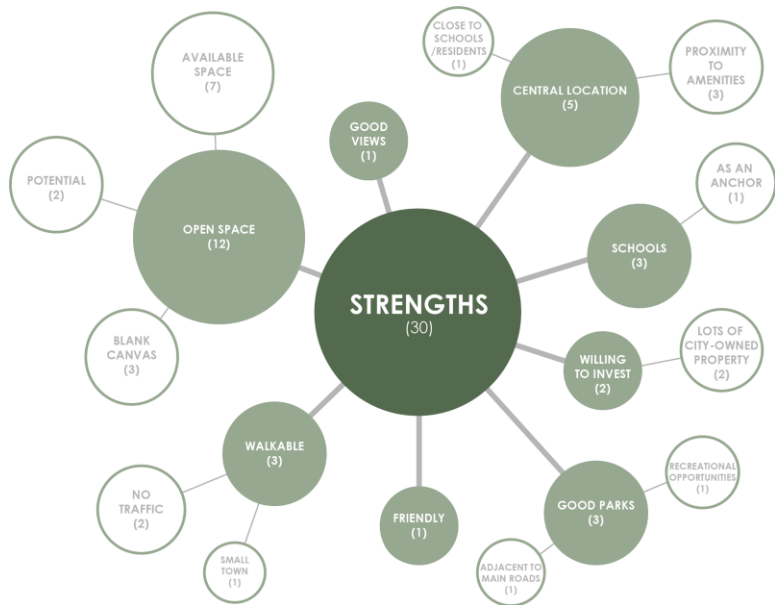 CLOSE TO
SCHOOLS
/RESIDENTS
(1)
PROXIMITY
TO
AMENITIES
(3)
CENTRAL LOCATION
(5)
AVAILABLE
SPACE
(7)
GOOD
VIEWS
(1)
POTENTIAL
(2)
OPEN SPACE
(12)
AS AN
ANCHOR
(1)
SCHOOLS
(3)
STRENGTHS
(30)
BLANK
CANVAS
(3)
WILLING
TO INVEST
(2)
LOTS OF
CITY-OWNED
PROPERTY
(2)
WALKABLE
(3)
NO
TRAFFIC
(2)
SMALL
TOWN
(1)
FRIENDLY
(1)
GOOD PARKS
(3)
RECREATIONAL
OPPORTUNITIES
(1)
ADJACENT TO
MAIN ROADS
(1)